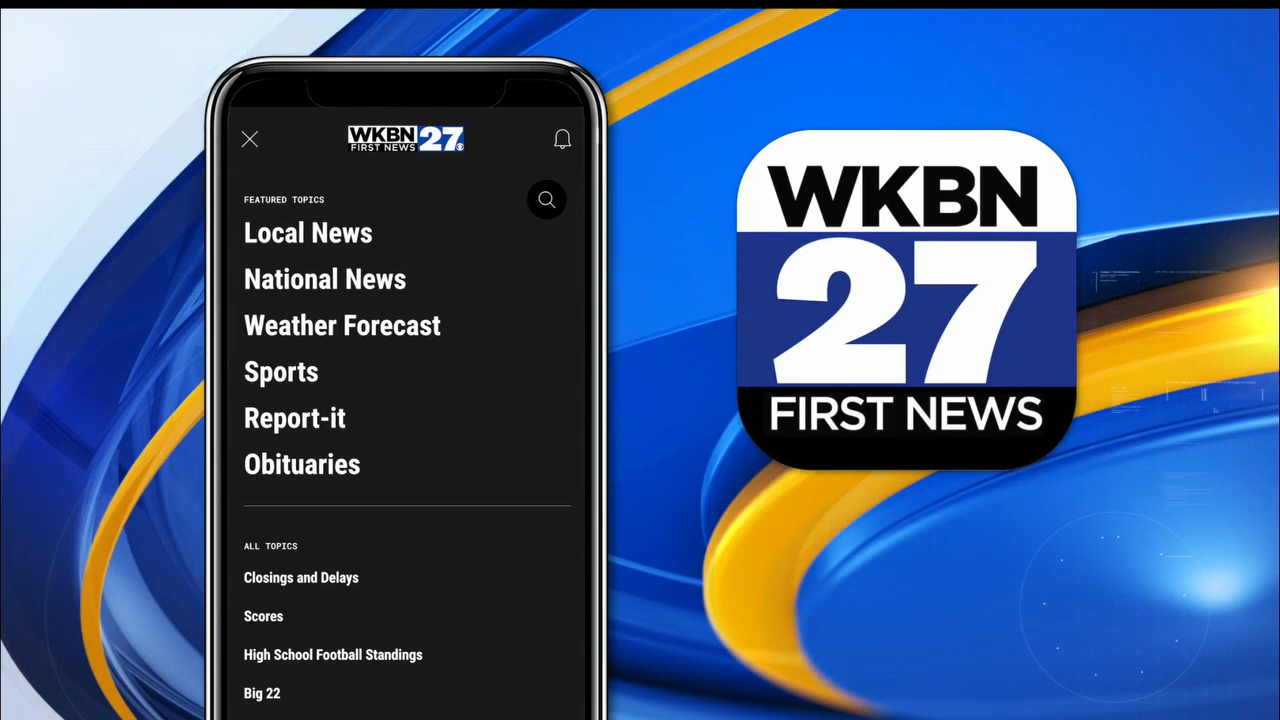 WKBN 27
FIRST NEWS
FEATURED TOPICS
Local News
National News
Weather Forecast
Sports
Report-it
Obituaries
ALL TOPICS
Closings and Delays
Scores
High School Football Standings
Big 22
WKBN
27
FIRST NEWS